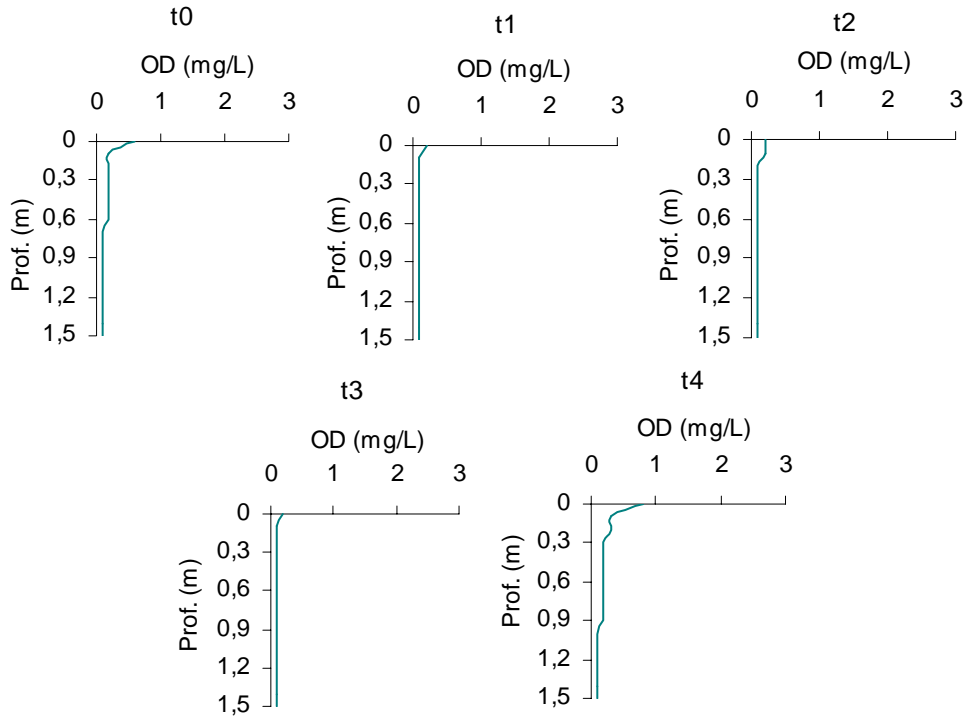 t0
OD (mg/L)
0 1 2 3
0
0,3
0,6
0,9
1,2
1,5
Prof. (m)
t1
OD (mg/L)
0 1 2 3
0
0,3
0,6
0,9
1,2
1,5
Prof. (m)
t2
OD (mg/L)
0 1 2 3
0
0,3
0,6
0,9
1,2
1,5
Prof. (m)
t3
OD (mg/L)
0 1 2 3
0
0,3
0,6
0,9
1,2
1,5
Prof. (m)
t4
OD (mg/L)
0 1 2 3
0
0,3
0,6
0,9
1,2
1,5
Prof. (m)